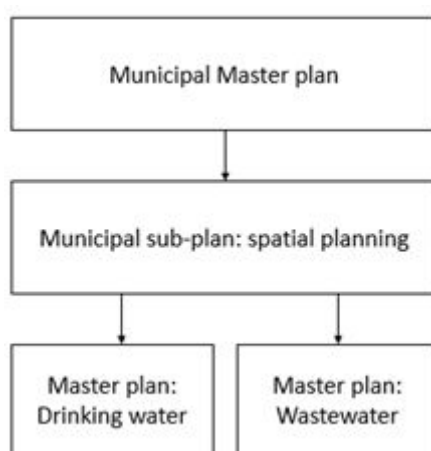 Municipal Master plan
Municipal sub-plan: spatial planning
Master plan:
Drinking water
Master plan:
Wastewater